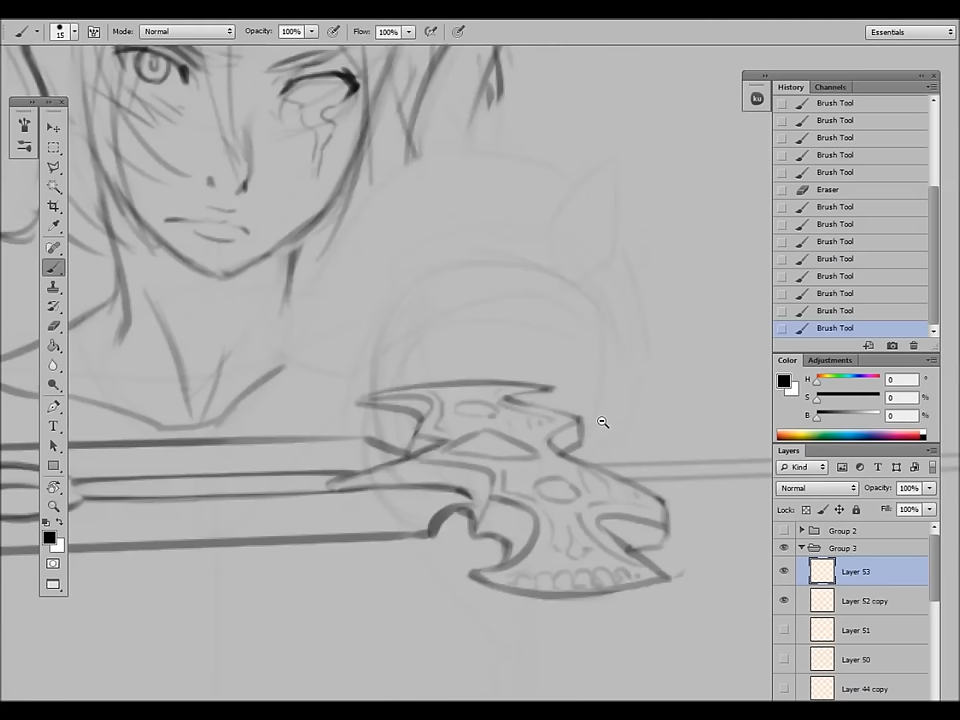 15 Mode: Normal Opacity: 100% Flow: 100% Essentials
History Channels
ku
Brush Tool
Brush Tool
Brush Tool
Brush Tool
Brush Tool
Eraser
Brush Tool
Brush Tool
Brush Tool
Brush Tool
Brush Tool
Brush Tool
Brush Tool
Brush Tool
Color Adjustments
H 0 °
S 0 %
B 0 %
Layers
Kind
Normal Opacity: 100%
Lock: Fill: 100%
Group 2
Group 3
Layer 53
Layer 52 copy
Layer 51
Layer 50
Layer 44 copy